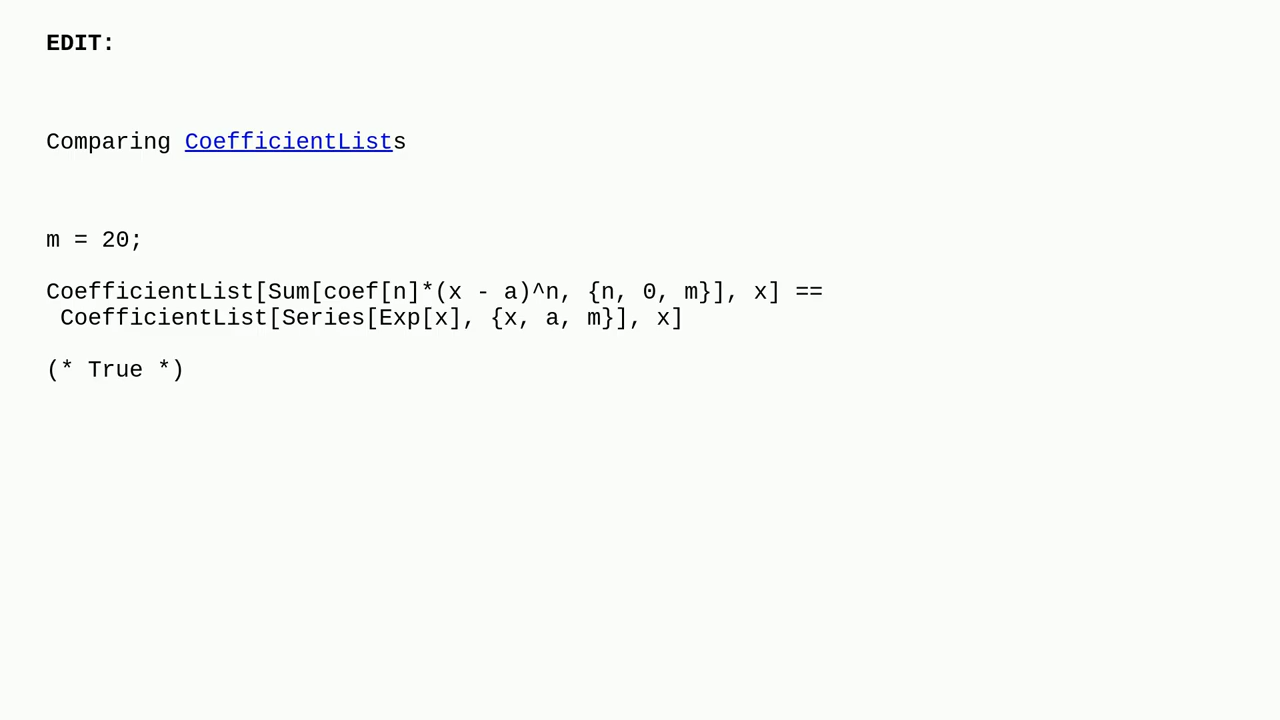 EDIT:
Comparing CoefficientLists
m = 20;
CoefficientList[Sum[coef[n]*(x - a)^n, {n, 0, m}], x] ==
 CoefficientList[Series[Exp[x], {x, a, m}], x]
(* True *)